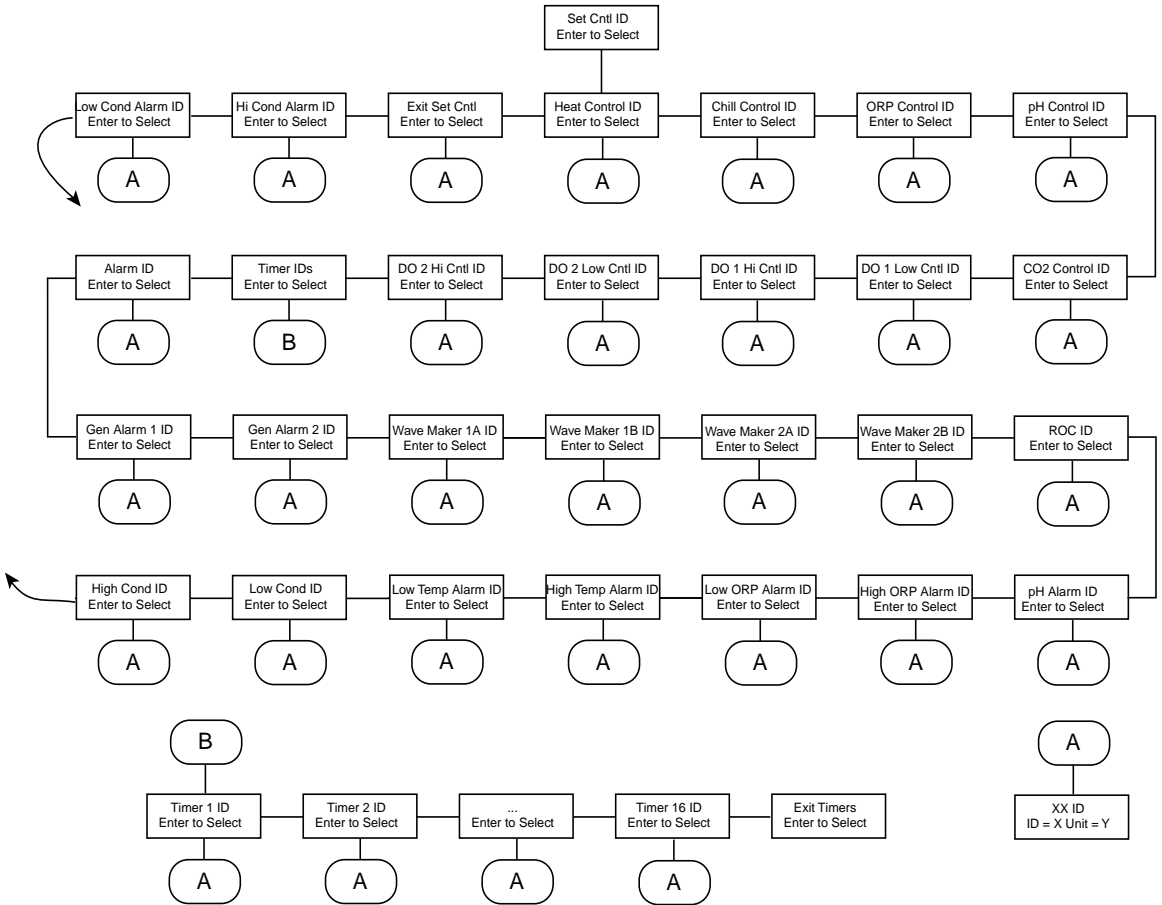 Set Cntl ID
Enter to Select
Low Cond Alarm ID
Enter to Select
Hi Cond Alarm ID
Enter to Select
Exit Set Cntl
Enter to Select
Heat Control ID
Enter to Select
Chill Control ID
Enter to Select
ORP Control ID
Enter to Select
pH Control ID
Enter to Select
A
A
A
A
A
A
Alarm ID
Enter to Select
Timer IDs
Enter to Select
DO 2 Hi Cntl ID
Enter to Select
DO 2 Low Cntl ID
Enter to Select
DO 1 Hi Cntl ID
Enter to Select
DO 1 Low Cntl ID
Enter to Select
CO2 Control ID
Enter to Select
A
B
A
A
A
A
A
Gen Alarm 1 ID
Enter to Select
Gen Alarm 2 ID
Enter to Select
Wave Maker 1A ID
Enter to Select
Wave Maker 1B ID
Enter to Select
Wave Maker 2A ID
Enter to Select
Wave Maker 2B ID
Enter to Select
ROC ID
Enter to Select
A
A
A
A
A
A
A
High Cond ID
Enter to Select
Low Cond ID
Enter to Select
Low Temp Alarm ID
Enter to Select
High Temp Alarm ID
Enter to Select
Low ORP Alarm ID
Enter to Select
High ORP Alarm ID
Enter to Select
pH Alarm ID
Enter to Select
A
A
A
A
A
A
A
B
A
Timer 1 ID
Enter to Select
Timer 2 ID
Enter to Select
...
Enter to Select
Timer 16 ID
Enter to Select
Exit Timers
Enter to Select
XX ID
ID = X Unit = Y
A
A
A
A